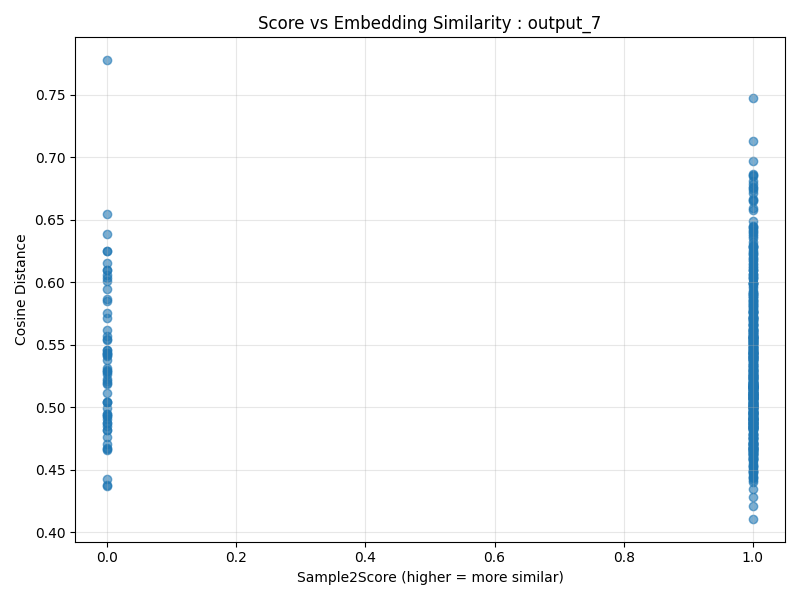 Score vs Embedding Similarity : output_7
Cosine Distance
0.75
0.70
0.65
0.60
0.55
0.50
0.45
0.40
0.0 0.2 0.4 0.6 0.8 1.0
Sample2Score (higher = more similar)